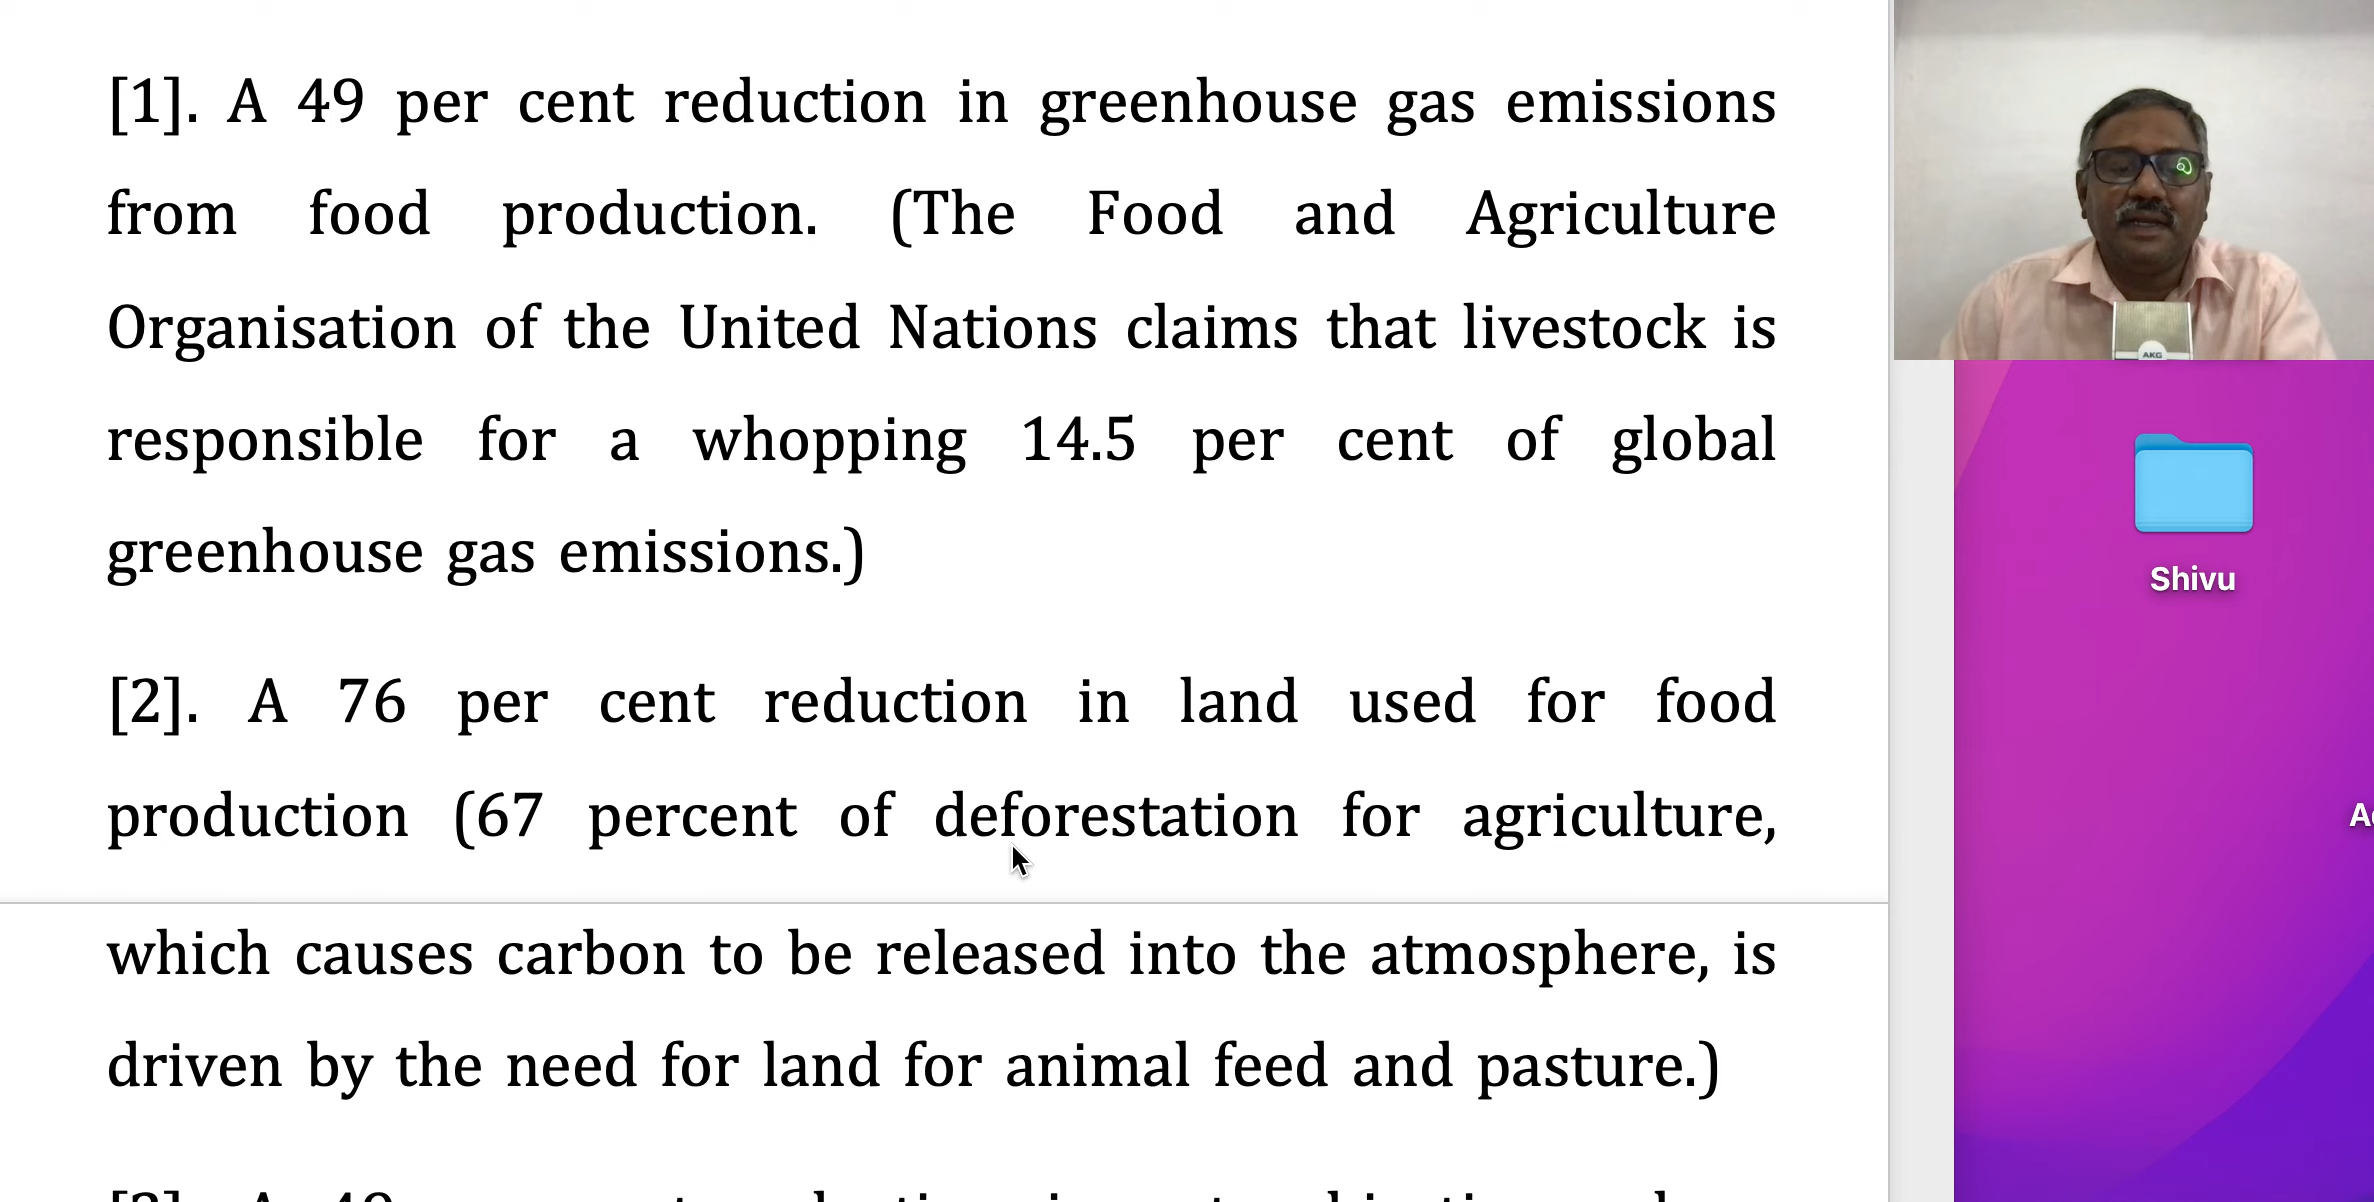 [1]. A 49 per cent reduction in greenhouse gas emissions
from food production. (The Food and Agriculture
Organisation of the United Nations claims that livestock is
responsible for a whopping 14.5 per cent of global
greenhouse gas emissions.)
[2]. A 76 per cent reduction in land used for food
production (67 percent of deforestation for agriculture,
which causes carbon to be released into the atmosphere, is
driven by the need for land for animal feed and pasture.)
AKG
Shivu